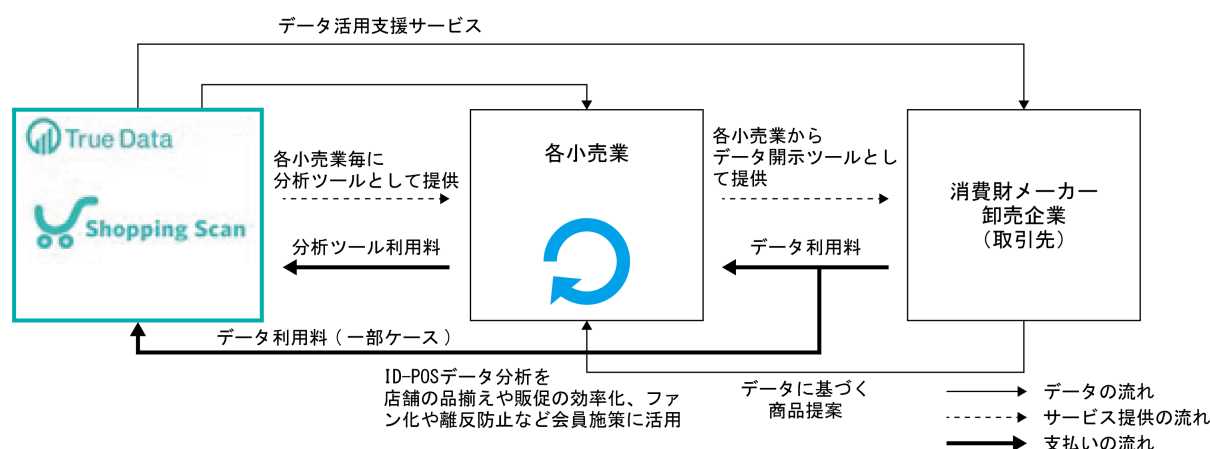 データ活用支援サービス
True Data
Shopping Scan
各小売業毎に
分析ツールとして提供
分析ツール利用料
各小売業
各小売業から
データ開示ツールとし
て提供
データ利用料
消費財メーカー
卸売企業
（取引先）
データ利用料（一部ケース）
ID-POSデータ分析を
店舗の品揃えや販促の効率化、ファ
ン化や離反防止など会員施策に活用
データに基づく
商品提案
データの流れ
サービス提供の流れ
支払いの流れ